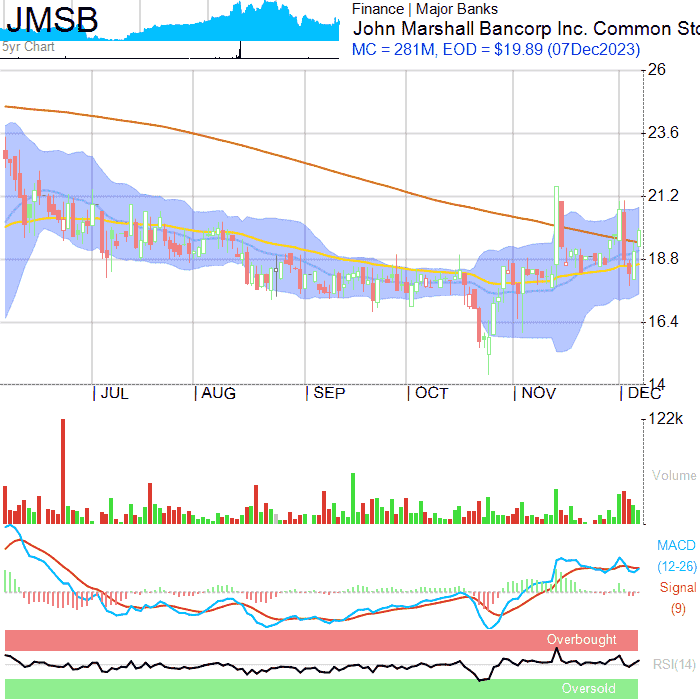 JMSB
5yr Chart
Finance | Major Banks
John Marshall Bancorp Inc. Common Sto
MC = 281M, EOD = $19.89 (07Dec2023)
26
23.6
21.2
18.8
16.4
14
JUL AUG SEP OCT NOV DEC
122k
Volume
MACD
(12-26)
Signal
(9)
Overbought
RSI(14)
Oversold